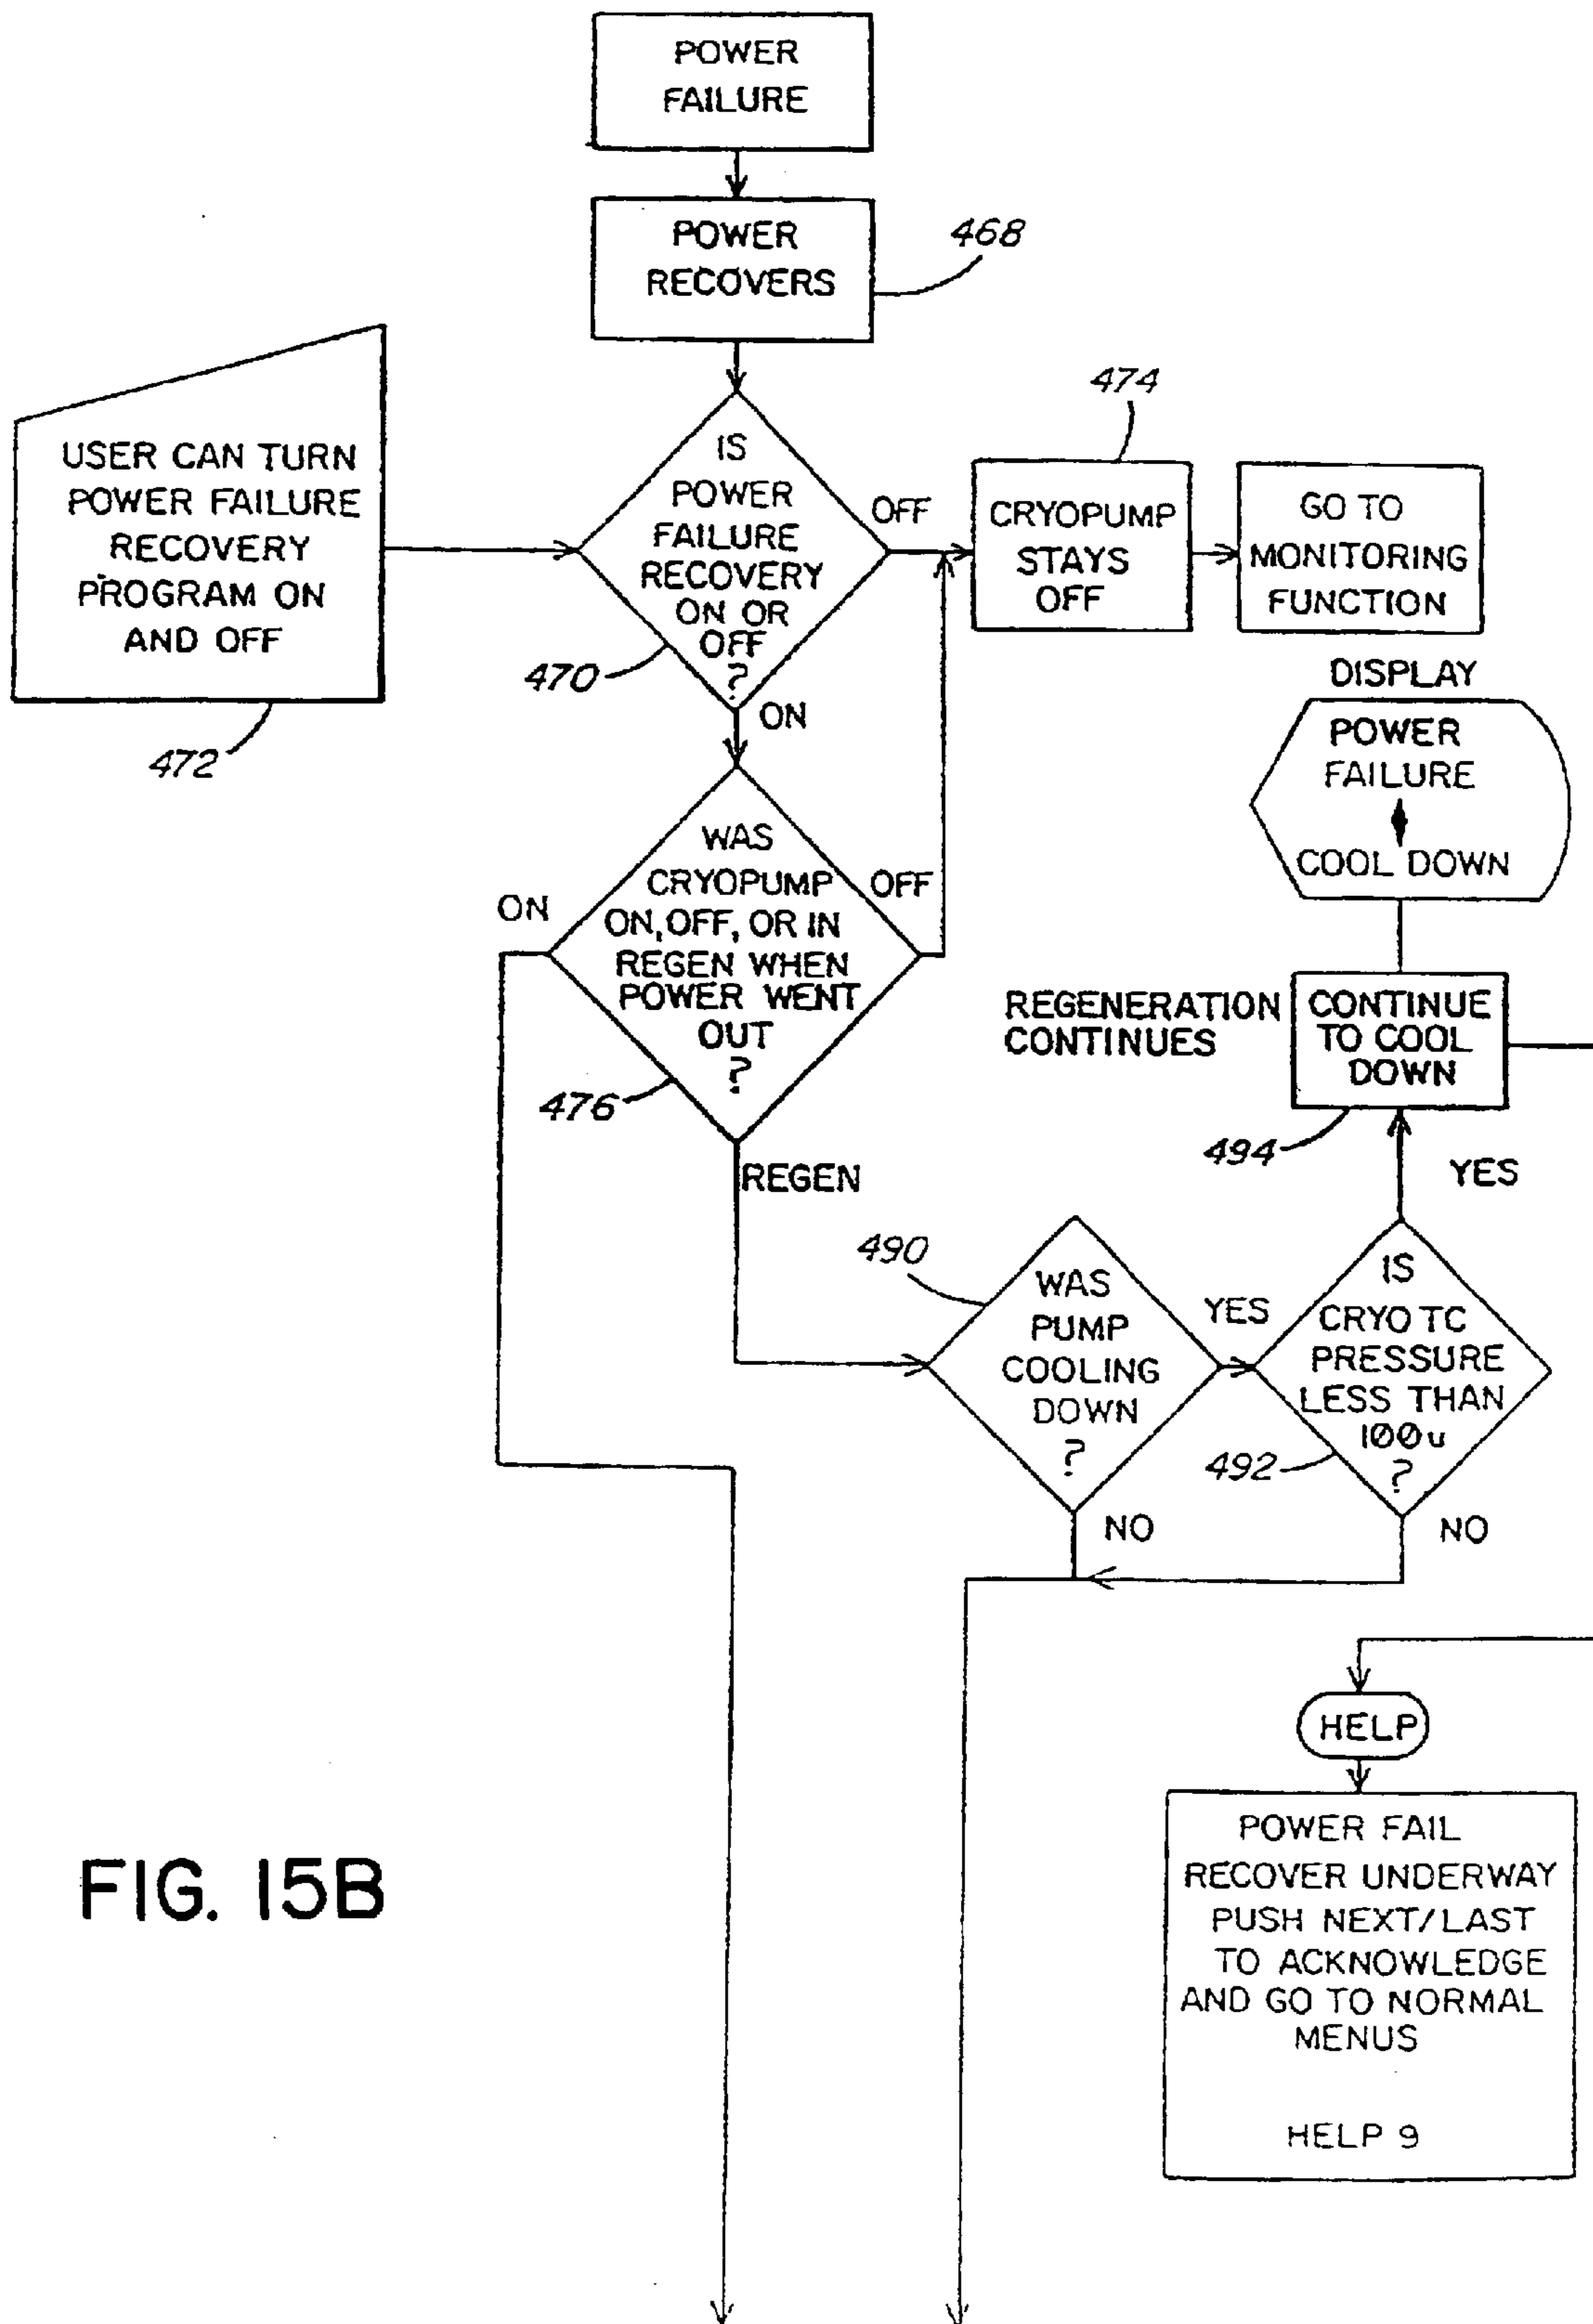 POWER
FAILURE
POWER
RECOVERS
468
USER CAN TURN
POWER FAILURE
RECOVERY
PROGRAM ON
AND OFF
472
IS
POWER
FAILURE
RECOVERY
ON OR
OFF
?
470
OFF
ON
474
CRYOPUMP
STAYS
OFF
GO TO
MONITORING
FUNCTION
DISPLAY
POWER
FAILURE
COOL DOWN
WAS
CRYOPUMP
ON, OFF, OR IN
REGEN WHEN
POWER WENT
OUT
?
476
ON
OFF
REGEN
REGENERATION
CONTINUES
CONTINUE
TO COOL
DOWN
494
YES
490
WAS
PUMP
COOLING
DOWN
?
YES
NO
IS
CRYO TC
PRESSURE
LESS THAN
100u
?
492
NO
HELP
POWER FAIL
RECOVER UNDERWAY
PUSH NEXT/LAST
TO ACKNOWLEDGE
AND GO TO NORMAL
MENUS
HELP 9
FIG. 15B